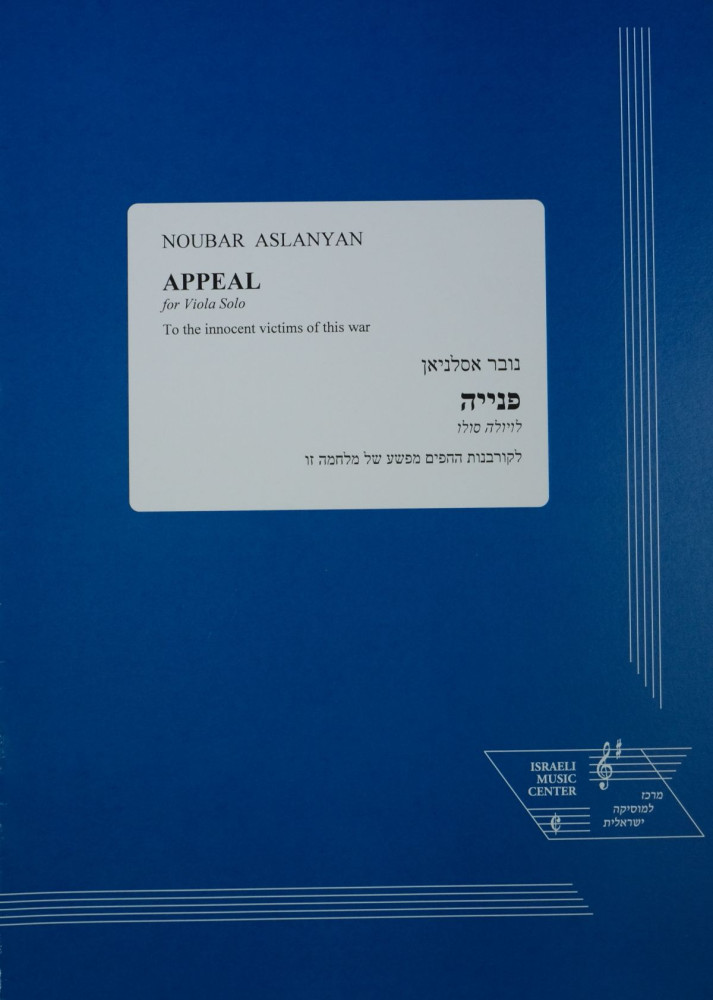 NOUBAR ASLANYAN
APPEAL
for Viola Solo
To the innocent victims of this war
נובר אסלניאן
פנייה
לויולה סולו
לקורבנות החפים מפשע של מלחמה זו
ISRAELI
MUSIC
CENTER
מרכז
למוסיקה
ישראלית